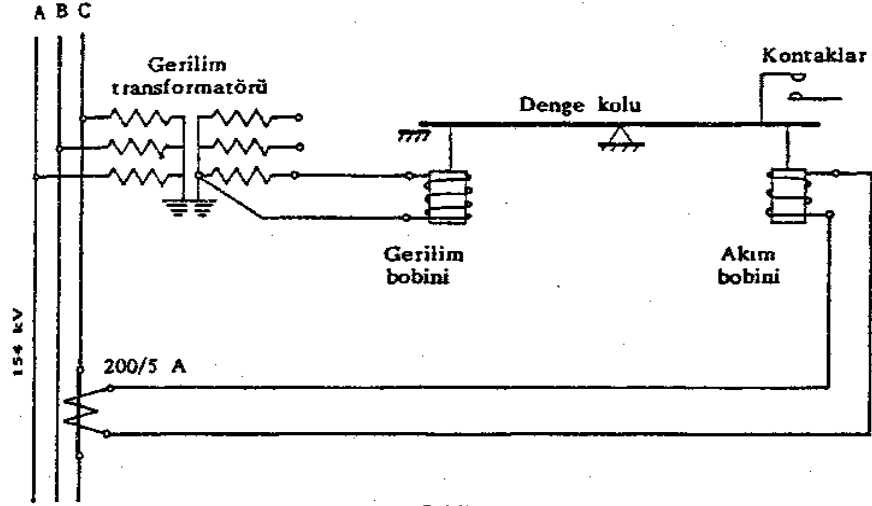 A B C
Gerilim
transformatörü
Kontaklar
Denge kolu
Gerilim
bobini
Akım
bobini
154 kV
200/5 A